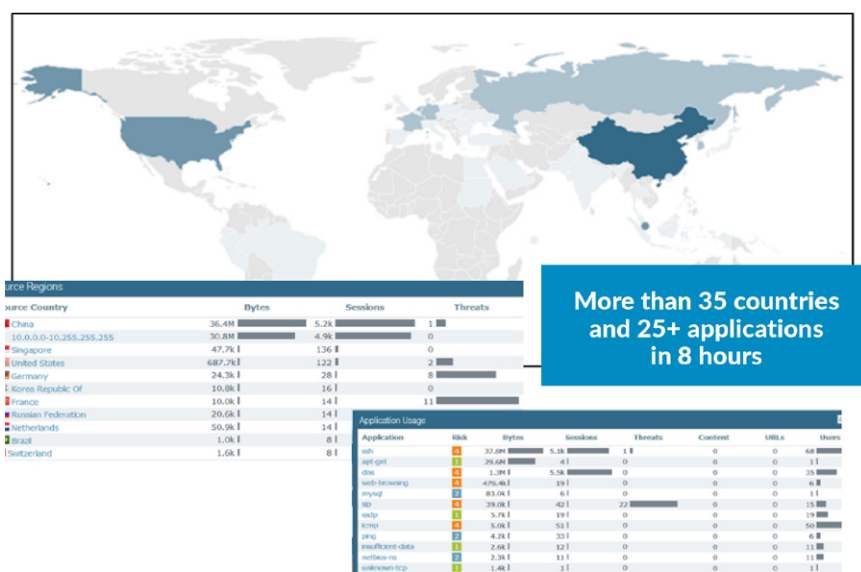 urce Regions
ource Country Bytes Sessions Threats
China 36.4M 5.2k 1
10.0.0.0-10.255.255.255 30.8M 4.9k 0
Singapore 47.7k 136 0
United States 687.7k 122 2
Germany 24.3k 28 8
Korea Republic Of 10.8k 16 0
France 10.0k 14 11
Russian Federation 20.6k 14
Netherlands 50.9k 14
Brazil 1.0k 8
Switzerland 1.6k 8
More than 35 countries
and 25+ applications
in 8 hours
Application Usage
Application Risk Bytes Sessions Threats Content URLs Users
ssh 4 37.8M 5.1k 1 0 0 68
apt-get 1 29.6M 4 0 0 0 1
dns 4 1.3M 5.5k 0 0 0 35
web-browsing 4 476.4k 19 0 0 0 6
mysql 2 83.0k 6 0 0 0 1
sip 4 39.0k 42 22 0 0 15
ssdp 1 5.7k 19 0 0 0 19
icmp 4 5.0k 51 0 0 0 50
ping 2 4.2k 33 0 0 0 6
insufficient-data 1 2.6k 12 0 0 0 11
netbios-ns 2 2.3k 11 0 0 0 11
unknown-tcp 1 1.4k 1 0 0 0 1